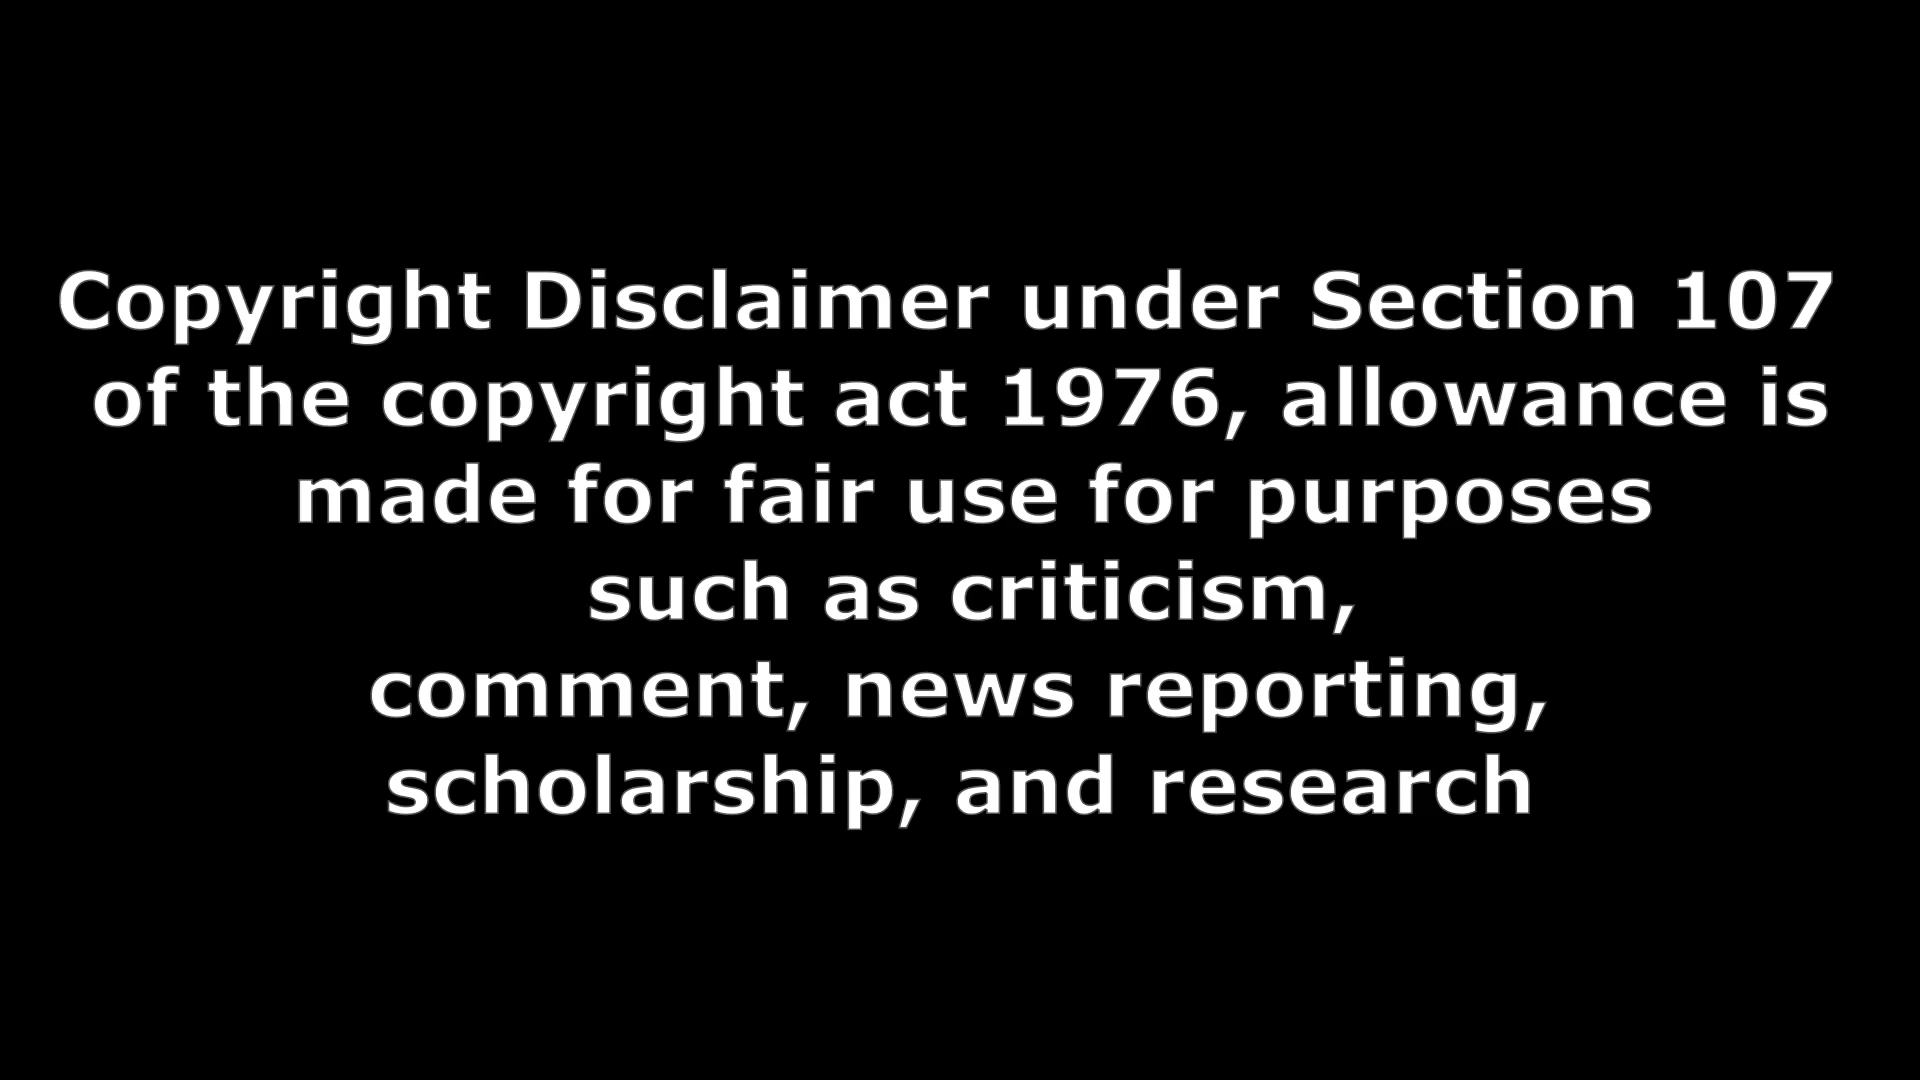 Copyright Disclaimer under Section 107
of the copyright act 1976, allowance is
made for fair use for purposes
such as criticism,
comment, news reporting,
scholarship, and research